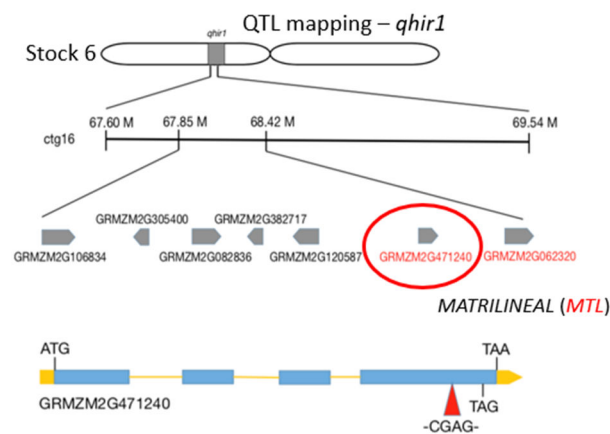 QTL mapping – qhir1
qhir1
Stock 6
67.60 M 67.85 M 68.42 M 69.54 M
ctg16
GRMZM2G305400 GRMZM2G382717
GRMZM2G106834 GRMZM2G082836 GRMZM2G120587 GRMZM2G471240 GRMZM2G062320
MATRILINEAL (MTL)
ATG TAA
GRMZM2G471240 TAG
-CGAG-